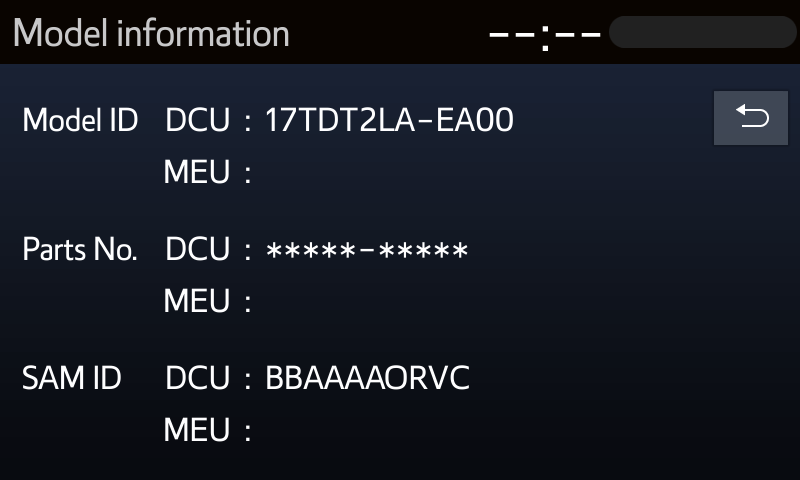 Model information --:--
Model ID DCU : 17TDT2LA-EA00
MEU :
Parts No. DCU : *****-*****
MEU :
SAM ID DCU : BBAAAAORVC
MEU :